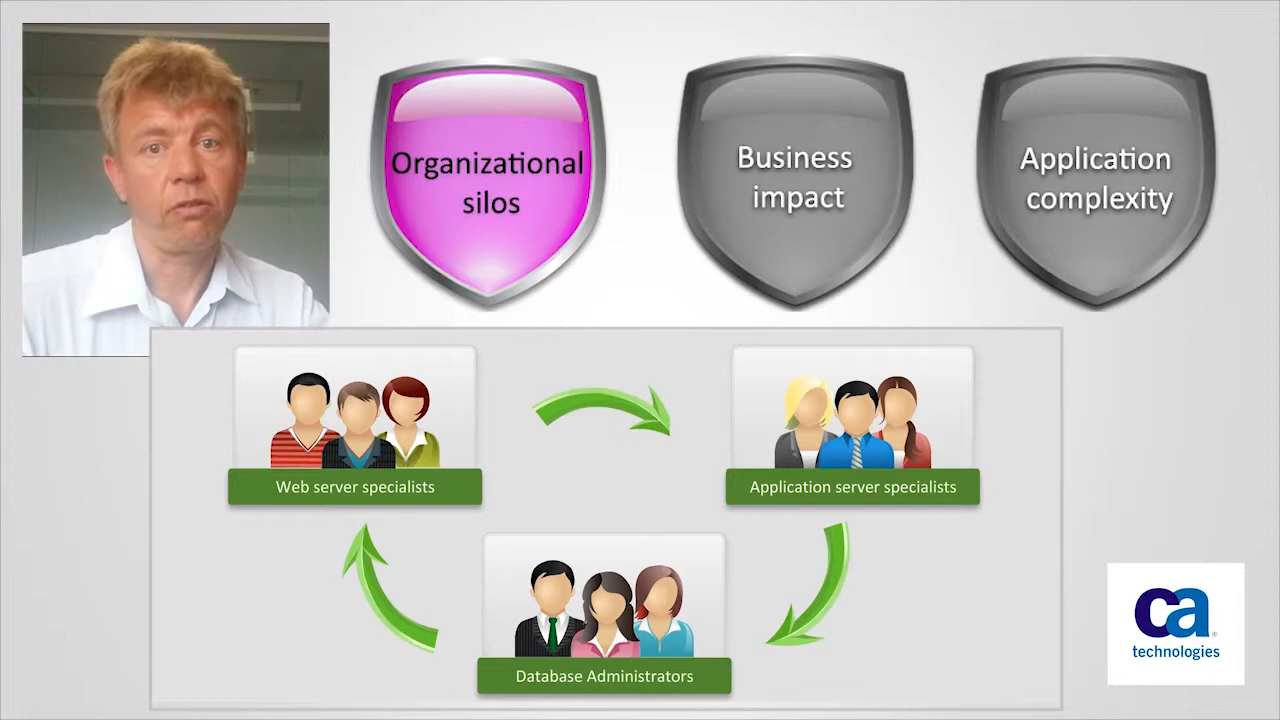 Organizational
silos
Business
impact
Application
complexity
Web server specialists
Application server specialists
Database Administrators
ca
technologies